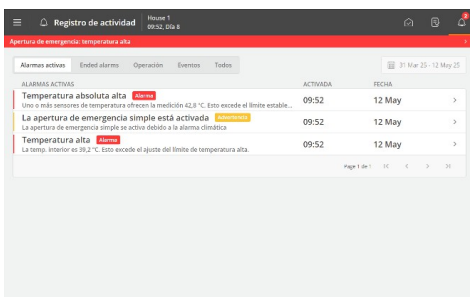 Registro de actividad
House 1
09:52, Día 8
3
Apertura de emergencia: temperatura alta
Alarmas activas Ended alarms Operación Eventos Todos
31 Mar 25 - 12 May 25
ALARMAS ACTIVAS ACTIVADA FECHA
Temperatura absoluta alta Alarma 09:52 12 May
Uno o más sensores de temperatura ofrecen la medición 42,8 °C. Esto excede el límite estable...
La apertura de emergencia simple está activada Advertencia 09:52 12 May
La apertura de emergencia simple se activa debido a la alarma climática
Temperatura alta Alarma 09:52 12 May
La temp. interior es 39,2 °C. Esto excede el ajuste del límite de temperatura alta.
Page 1 de 1